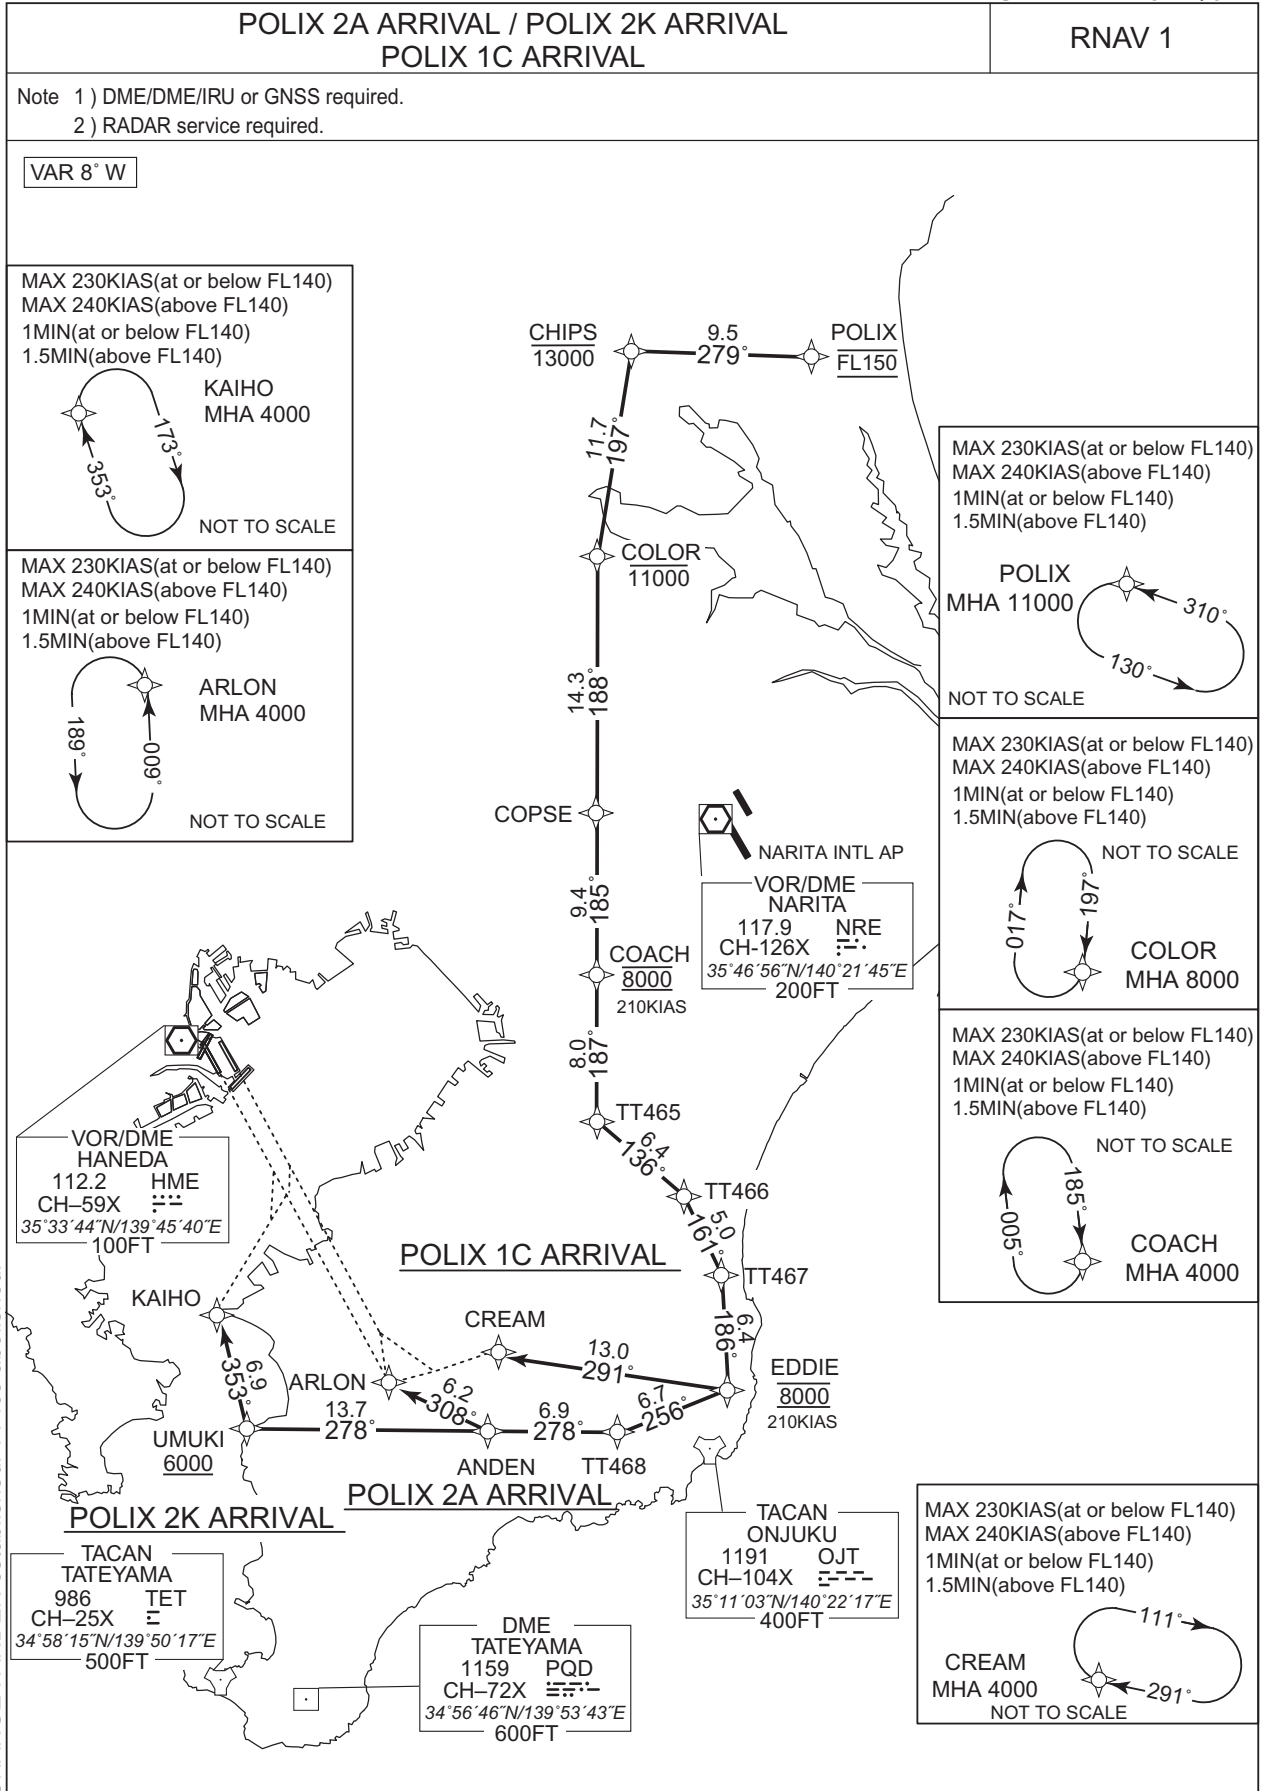 POLIX 2A ARRIVAL / POLIX 2K ARRIVAL
POLIX 1C ARRIVAL
RNAV 1
Note 1 ) DME/DME/IRU or GNSS required.
2 ) RADAR service required.
VAR 8° W
MAX 230KIAS(at or below FL140)
MAX 240KIAS(above FL140)
1MIN(at or below FL140)
1.5MIN(above FL140)
KAIHO
MHA 4000
173°
353°
NOT TO SCALE
MAX 230KIAS(at or below FL140)
MAX 240KIAS(above FL140)
1MIN(at or below FL140)
1.5MIN(above FL140)
ARLON
MHA 4000
189°
009°
NOT TO SCALE
CHIPS
13000
9.5
279°
POLIX
FL150
11.7
197°
COLOR
11000
14.3
188°
COPSE
9.4
185°
COACH
8000
210KIAS
8.0
187°
TT465
6.4
136°
TT466
5.0
161°
TT467
6.4
186°
EDDIE
8000
210KIAS
MAX 230KIAS(at or below FL140)
MAX 240KIAS(above FL140)
1MIN(at or below FL140)
1.5MIN(above FL140)
POLIX
MHA 11000
310°
130°
NOT TO SCALE
MAX 230KIAS(at or below FL140)
MAX 240KIAS(above FL140)
1MIN(at or below FL140)
1.5MIN(above FL140)
NOT TO SCALE
017°
197°
COLOR
MHA 8000
MAX 230KIAS(at or below FL140)
MAX 240KIAS(above FL140)
1MIN(at or below FL140)
1.5MIN(above FL140)
NOT TO SCALE
185°
005°
COACH
MHA 4000
NARITA INTL AP
VOR/DME
NARITA
117.9 NRE
CH-126X
35°46´56˝N/140°21´45˝E
200FT
VOR/DME
HANEDA
112.2 HME
CH–59X
35°33´44˝N/139°45´40˝E
100FT
POLIX 1C ARRIVAL
KAIHO
CREAM
13.0
291°
6.9
353°
ARLON
6.2
308°
13.7
278°
6.9
278°
6.7
256°
UMUKI
6000
ANDEN
TT468
POLIX 2A ARRIVAL
POLIX 2K ARRIVAL
TACAN
TATEYAMA
986 TET
CH–25X
34°58´15˝N/139°50´17˝E
500FT
DME
TATEYAMA
1159 PQD
CH–72X
34°56´46˝N/139°53´43˝E
600FT
TACAN
ONJUKU
1191 OJT
CH–104X
35°11´03˝N/140°22´17˝E
400FT
MAX 230KIAS(at or below FL140)
MAX 240KIAS(above FL140)
1MIN(at or below FL140)
1.5MIN(above FL140)
111°
CREAM
MHA 4000
291°
NOT TO SCALE